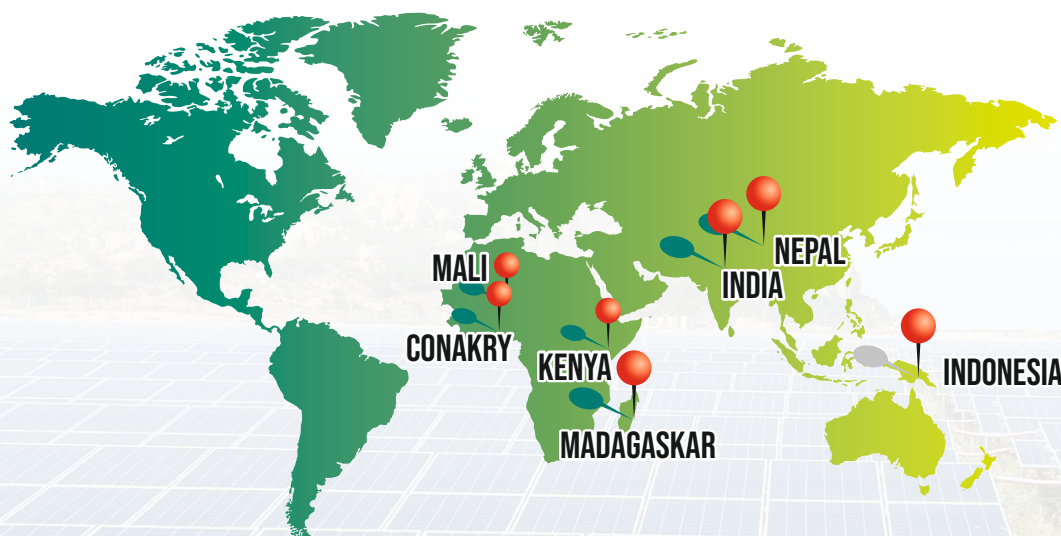 NEPAL
MALI
INDIA
CONAKRY
KENYA
INDONESIA
MADAGASKAR